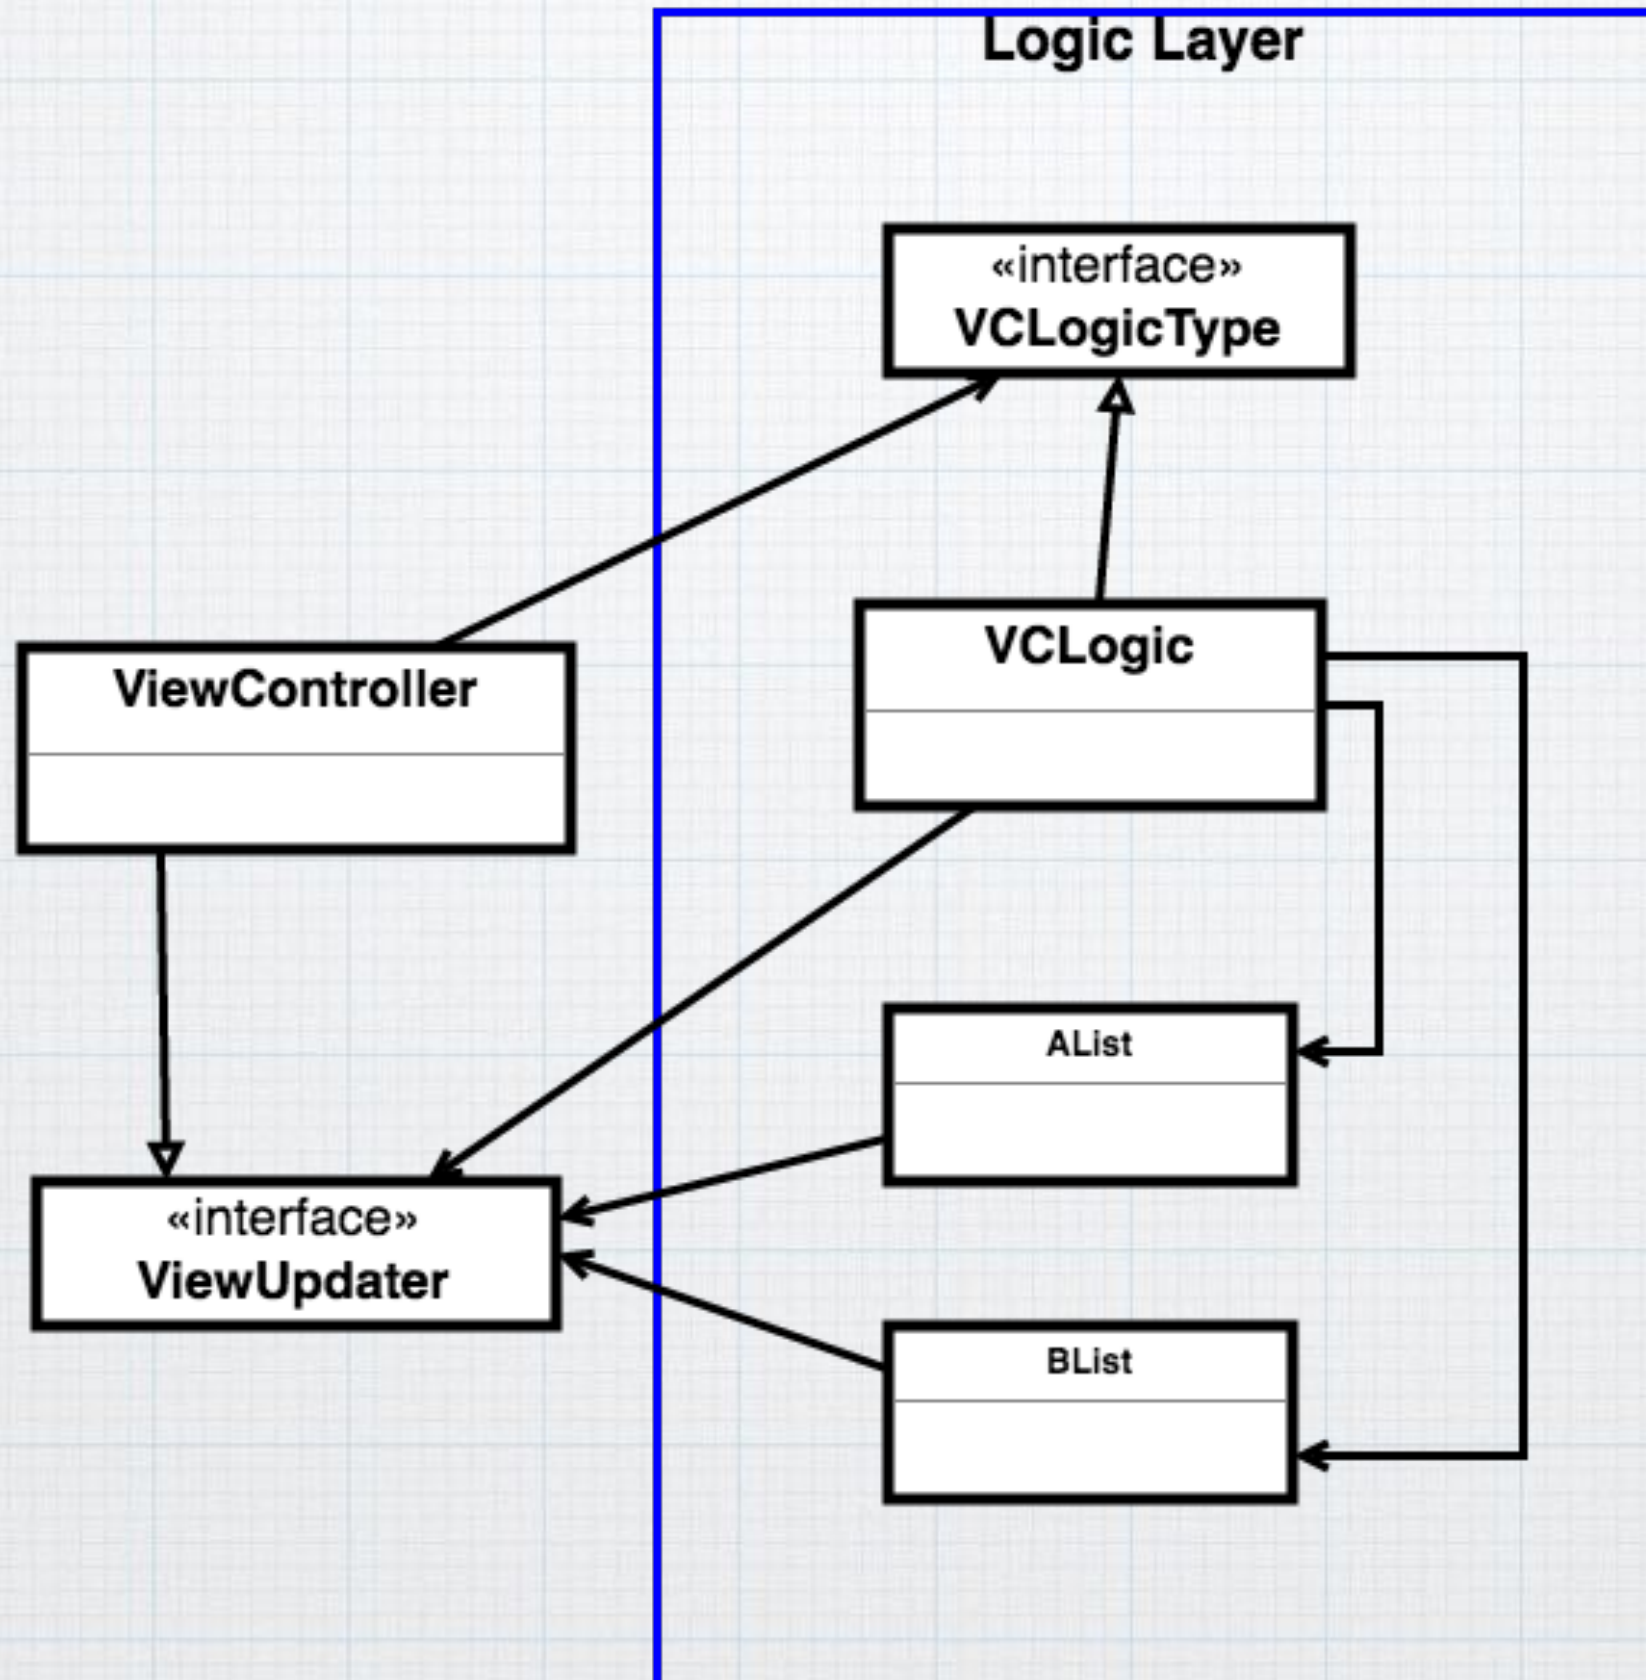 Logic Layer
«interface»
VCLogicType
VCLogic
ViewController
AList
«interface»
ViewUpdater
BList